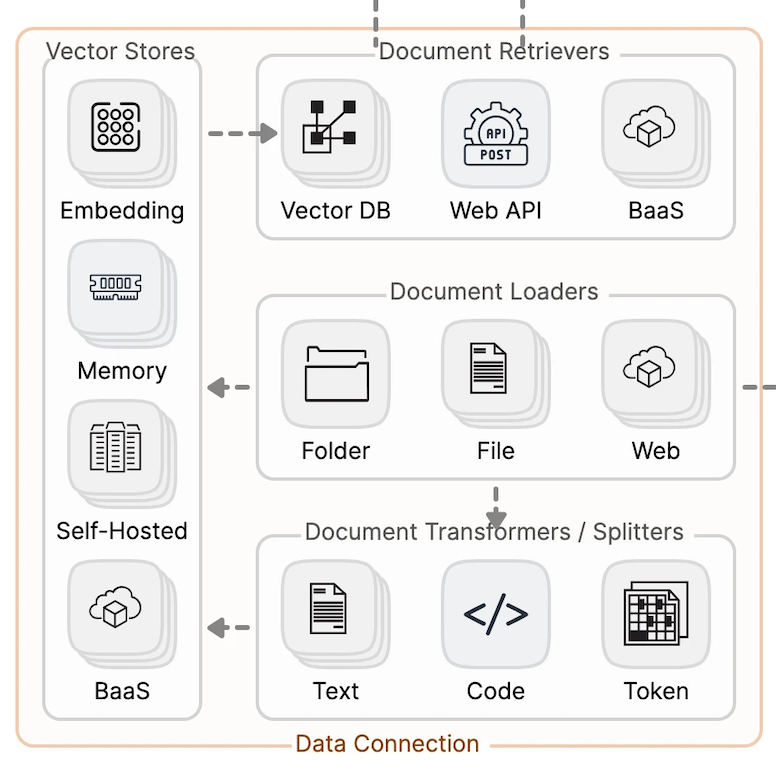 Vector Stores
Embedding
Memory
Self-Hosted
BaaS
Document Retrievers
Vector DB
API
POST
Web API
BaaS
Document Loaders
Folder
File
Web
Document Transformers / Splitters
Text
</>
Code
Token
Data Connection